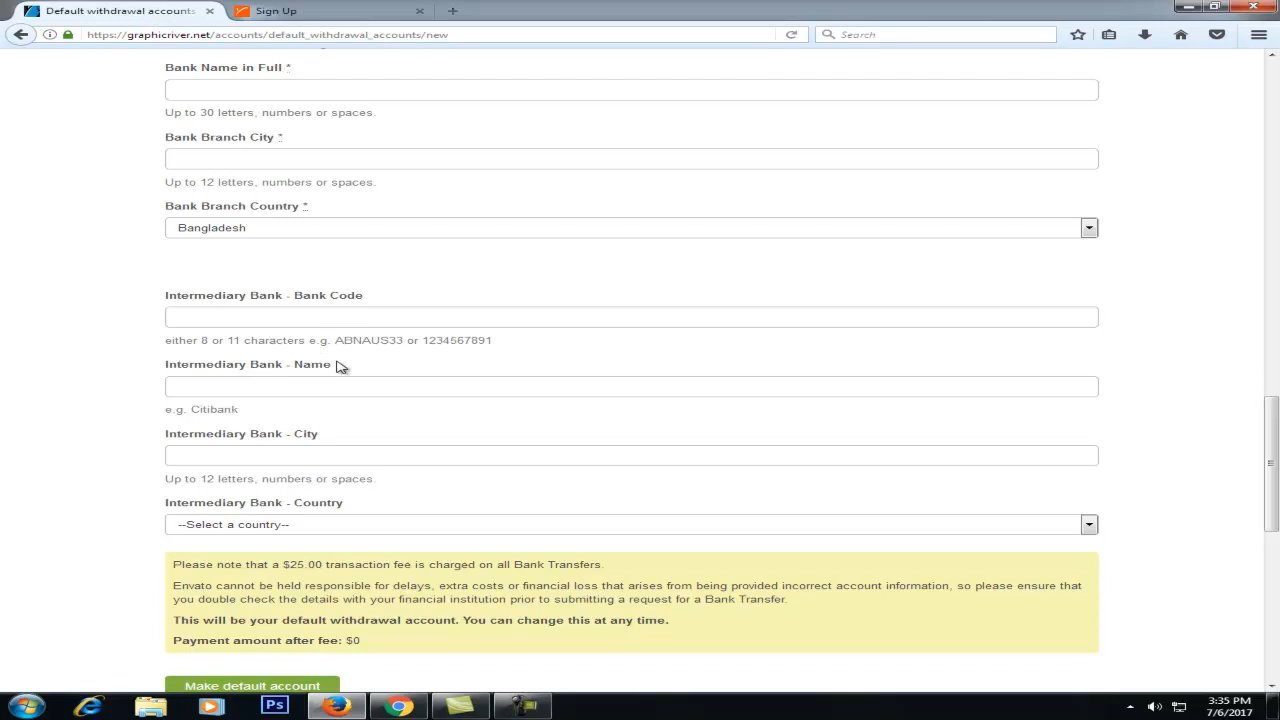 Default withdrawal accounts
Sign Up
https://graphicriver.net/accounts/default_withdrawal_accounts/new
Search
Bank Name in Full *
Up to 30 letters, numbers or spaces.
Bank Branch City *
Up to 12 letters, numbers or spaces.
Bank Branch Country *
Bangladesh
Intermediary Bank - Bank Code
either 8 or 11 characters e.g. ABNAUS33 or 1234567891
Intermediary Bank - Name
e.g. Citibank
Intermediary Bank - City
Up to 12 letters, numbers or spaces.
Intermediary Bank - Country
--Select a country--
Please note that a $25.00 transaction fee is charged on all Bank Transfers.
Envato cannot be held responsible for delays, extra costs or financial loss that arises from being provided incorrect account information, so please ensure that
you double check the details with your financial institution prior to submitting a request for a Bank Transfer.
This will be your default withdrawal account. You can change this at any time.
Payment amount after fee: $0
Make default account
Ps
3:35 PM
7/6/2017